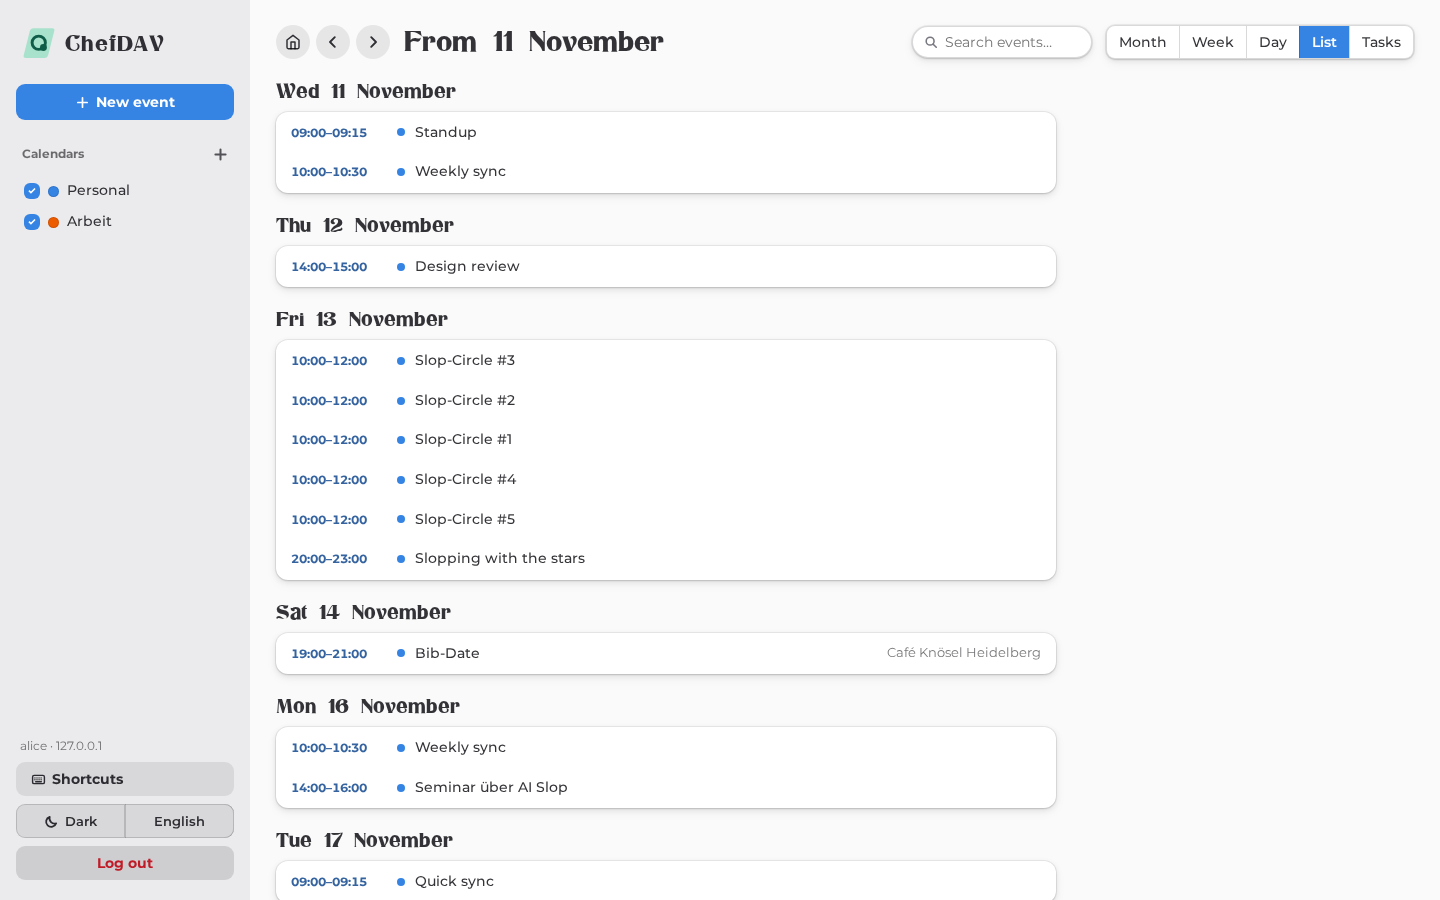 ChefDAV
New event
Calendars
Personal
Arbeit
alice · 127.0.0.1
Shortcuts
Dark English
Log out
From 11 November
Search events...
Month Week Day List Tasks
Wed 11 November
09:00–09:15 Standup
10:00–10:30 Weekly sync
Thu 12 November
14:00–15:00 Design review
Fri 13 November
10:00–12:00 Slop-Circle #3
10:00–12:00 Slop-Circle #2
10:00–12:00 Slop-Circle #1
10:00–12:00 Slop-Circle #4
10:00–12:00 Slop-Circle #5
20:00–23:00 Slopping with the stars
Sat 14 November
19:00–21:00 Bib-Date Café Knösel Heidelberg
Mon 16 November
10:00–10:30 Weekly sync
14:00–16:00 Seminar über AI Slop
Tue 17 November
09:00–09:15 Quick sync